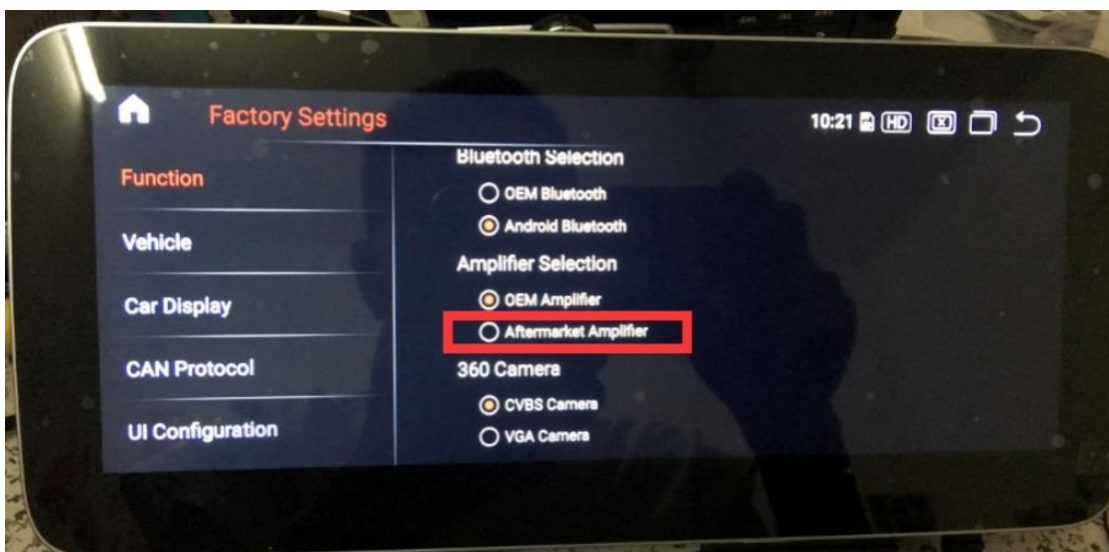 Factory Settings
10:21 HD
Function
Vehicle
Car Display
CAN Protocol
UI Configuration
Bluetooth Selection
OEM Bluetooth
Android Bluetooth
Amplifier Selection
OEM Amplifier
Aftermarket Amplifier
360 Camera
CVBS Camera
VGA Camera